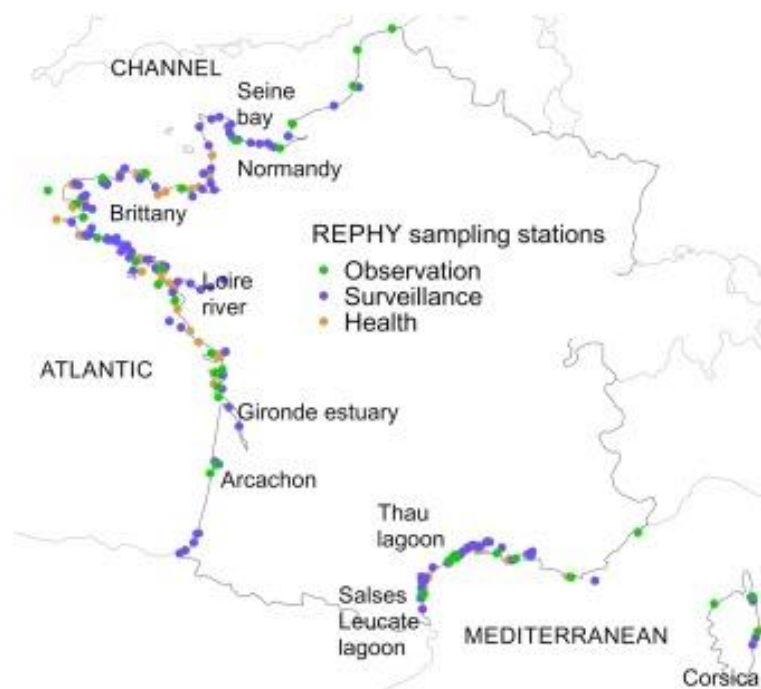 CHANNEL
Seine
bay
Normandy
Brittany
REPHY sampling stations
Observation
Surveillance
Health
Loire
river
ATLANTIC
Gironde estuary
Arcachon
Thau
lagoon
Salses
Leucate
lagoon
MEDITERRANEAN
Corsica